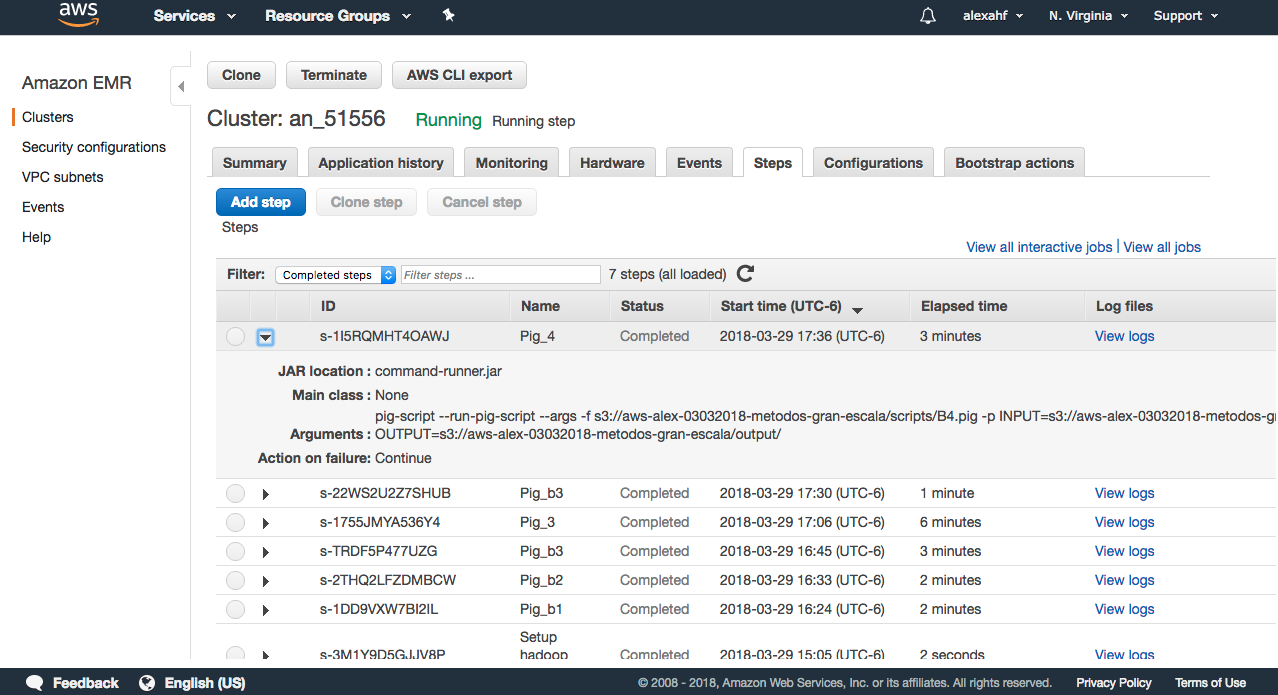 aws Services Resource Groups alexahf N. Virginia Support
Amazon EMR
Clusters
Security configurations
VPC subnets
Events
Help
Clone Terminate AWS CLI export
Cluster: an_51556 Running Running step
Summary Application history Monitoring Hardware Events Steps Configurations Bootstrap actions
Add step Clone step Cancel step
Steps
View all interactive jobs | View all jobs
Filter: Completed steps Filter steps ... 7 steps (all loaded)
ID Name Status Start time (UTC-6) Elapsed time Log files
s-1I5RQMHT4OAWJ Pig_4 Completed 2018-03-29 17:36 (UTC-6) 3 minutes View logs
JAR location : command-runner.jar
Main class : None
pig-script --run-pig-script --args -f s3://aws-alex-03032018-metodos-gran-escala/scripts/B4.pig -p INPUT=s3://aws-alex-03032018-metodos-g
Arguments : OUTPUT=s3://aws-alex-03032018-metodos-gran-escala/output/
Action on failure: Continue
s-22WS2U2Z7SHUB Pig_b3 Completed 2018-03-29 17:30 (UTC-6) 1 minute View logs
s-1755JMYA536Y4 Pig_3 Completed 2018-03-29 17:06 (UTC-6) 6 minutes View logs
s-TRDF5P477UZG Pig_b3 Completed 2018-03-29 16:45 (UTC-6) 3 minutes View logs
s-2THQ2LFZDMBCW Pig_b2 Completed 2018-03-29 16:33 (UTC-6) 2 minutes View logs
s-1DD9VXW7BI2IL Pig_b1 Completed 2018-03-29 16:24 (UTC-6) 2 minutes View logs
Setup
s-3M1Y9D5GJJV8P hadoop Completed 2018-03-29 15:05 (UTC-6) 2 seconds View logs
Feedback English (US) © 2008 - 2018, Amazon Web Services, Inc. or its affiliates. All rights reserved. Privacy Policy Terms of Use